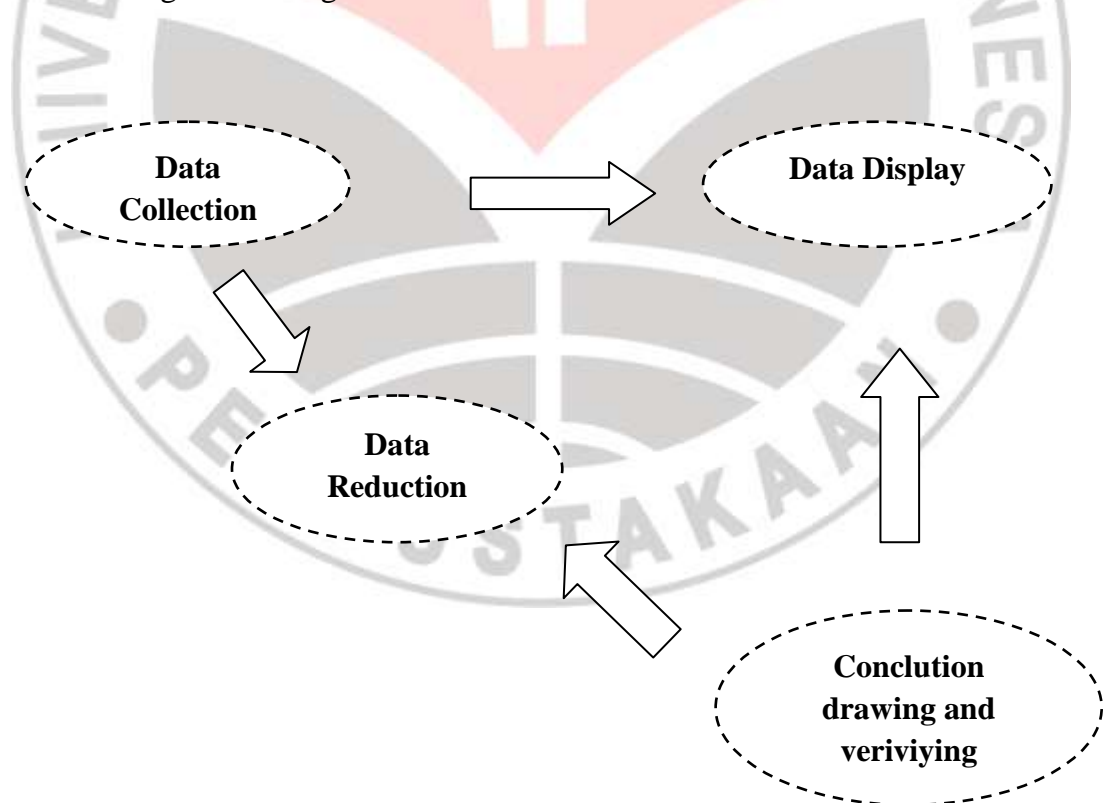 Data
Collection
Data Display
Data
Reduction
Conclution
drawing and
veriviying